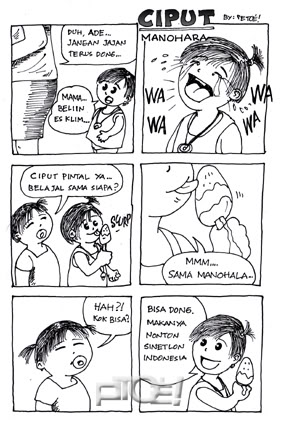 CIPUT
BY: PETCE!
MANOHARA...
DUH, ADE...
JANGAN JAJAN
TERUS DONG...
MAMA...
BELIIN
ES KLIM...
WA
WA
WA
WA
CIPUT PINTAL YA...
BELAJAL SAMA SIAPA?
SLURP
MMM....
SAMA MANOHALA...
HAH?!
KOK BISA?
BISA DONG.
MAKANYA
NONTON
SINETLON
INDONESIA